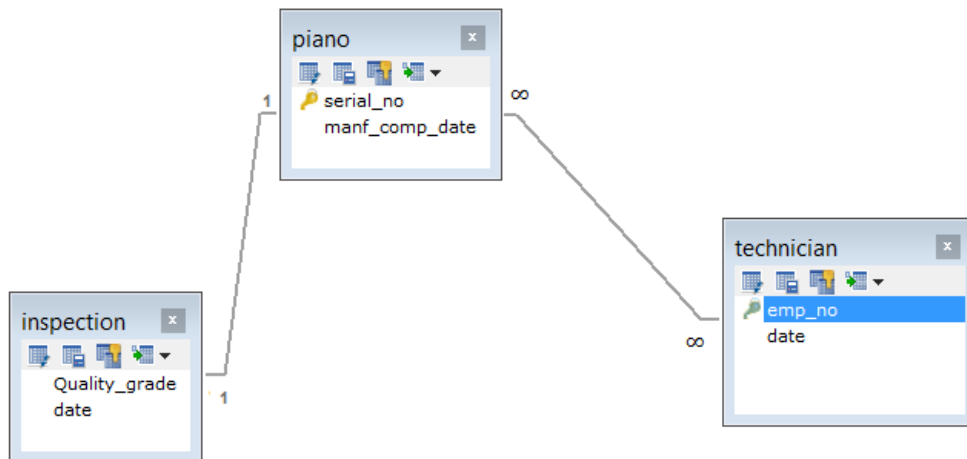 piano
serial_no
manf_comp_date
1
∞
technician
emp_no
date
∞
inspection
Quality_grade
date
1